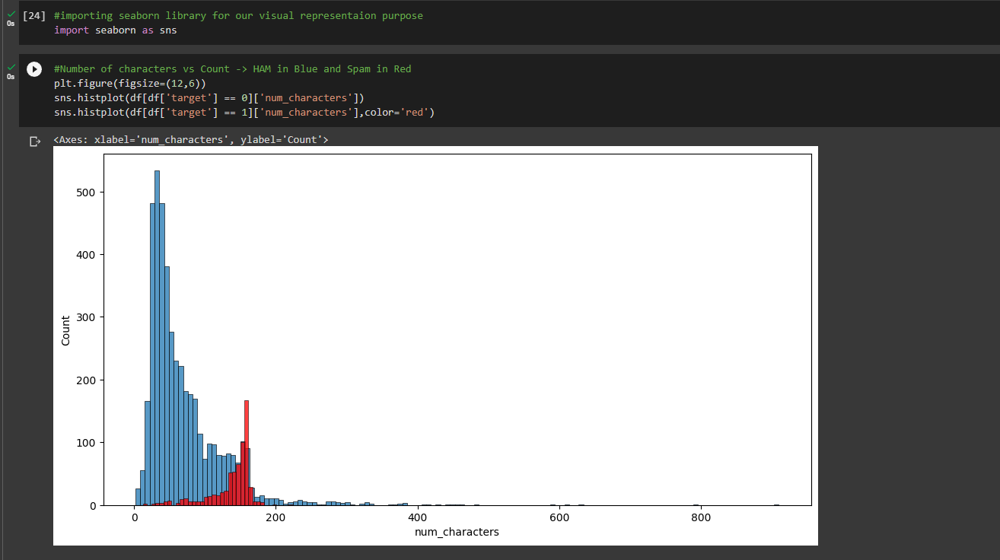 [24] #importing seaborn library for our visual representaion purpose
0s
import seaborn as sns
#Number of characters vs Count -> HAM in Blue and Spam in Red
0s
plt.figure(figsize=(12,6))
sns.histplot(df[df['target'] == 0]['num_characters'])
sns.histplot(df[df['target'] == 1]['num_characters'],color='red')
<Axes: xlabel='num_characters', ylabel='Count'>
500
400
300
200
100
0
Count
0 200 400 600 800
num_characters